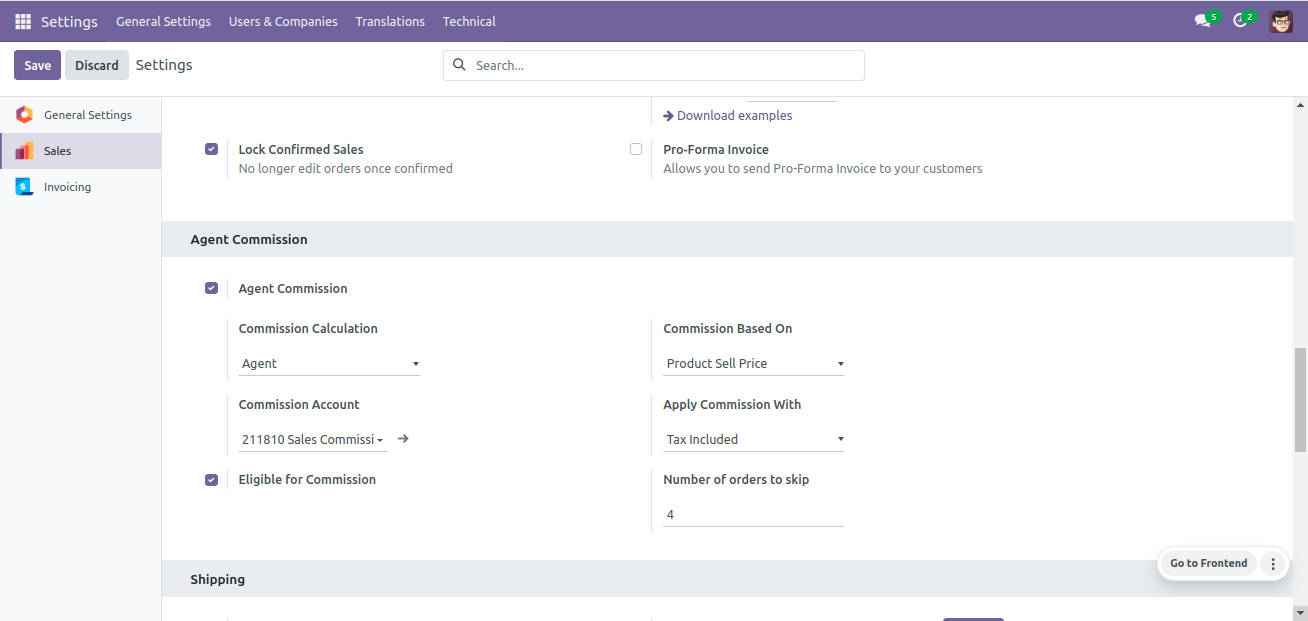 Settings General Settings Users & Companies Translations Technical 5 2
Save Discard Settings Search...
General Settings
Sales
Invoicing
Download examples
Lock Confirmed Sales
No longer edit orders once confirmed
Pro-Forma Invoice
Allows you to send Pro-Forma Invoice to your customers
Agent Commission
Agent Commission
Commission Calculation
Agent
Commission Based On
Product Sell Price
Commission Account
211810 Sales Commissi
Apply Commission With
Tax Included
Eligible for Commission
Number of orders to skip
4
Go to Frontend
Shipping